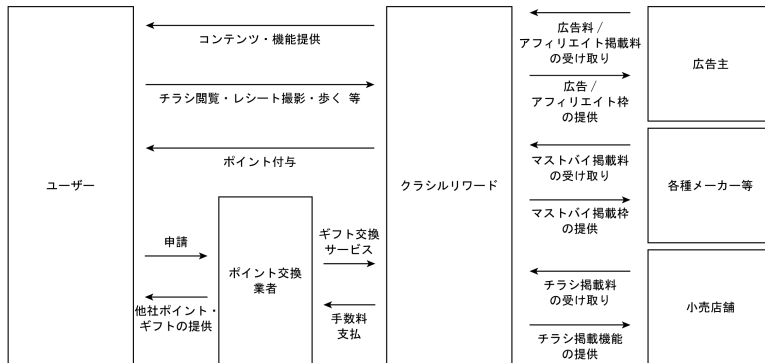 コンテンツ・機能提供
チラシ閲覧・レシート撮影・歩く 等
ポイント付与
ユーザー
クラシルリワード
申請
他社ポイント・
ギフトの提供
ポイント交換
業者
ギフト交換
サービス
手数料
支払
広告料 /
アフィリエイト掲載料
の受け取り
広告 /
アフィリエイト枠
の提供
広告主
マストバイ掲載料
の受け取り
マストバイ掲載枠
の提供
各種メーカー等
チラシ掲載料
の受け取り
チラシ掲載機能
の提供
小売店舗